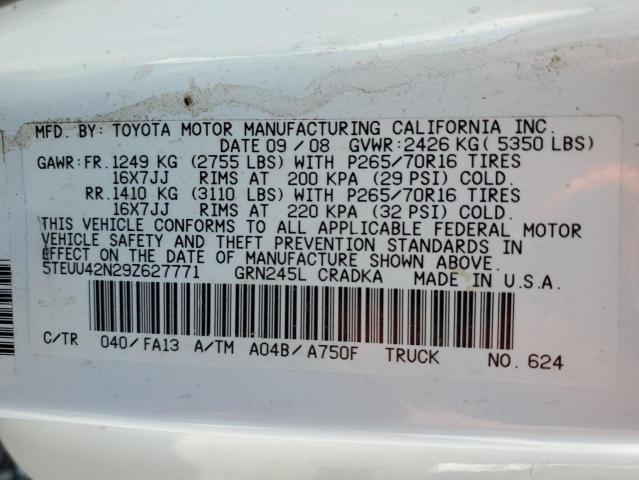 MFD. BY: TOYOTA MOTOR MANUFACTURING CALIFORNIA INC.
DATE 09 / 08 GVWR: 2426 KG ( 5350 LBS)
GAWR: FR. 1249 KG (2755 LBS) WITH P265/70R16 TIRES
16X7JJ RIMS AT 200 KPA (29 PSI) COLD.
RR. 1410 KG (3110 LBS) WITH P265/70R16 TIRES
16X7JJ RIMS AT 220 KPA (32 PSI) COLD.
THIS VEHICLE CONFORMS TO ALL APPLICABLE FEDERAL MOTOR
VEHICLE SAFETY AND THEFT PREVENTION STANDARDS IN
EFFECT ON THE DATE OF MANUFACTURE SHOWN ABOVE.
5TEUU42N29Z627771 GRN245L CRADKA MADE IN U.S.A.
C/TR 040/FA13 A/TM A04B/A750F TRUCK NO. 624